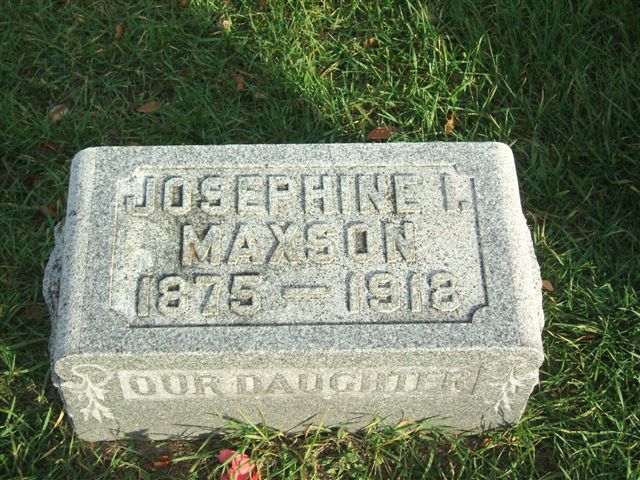 JOSEPHINE I.
MAXSON
1875 — 1918
OUR DAUGHTER